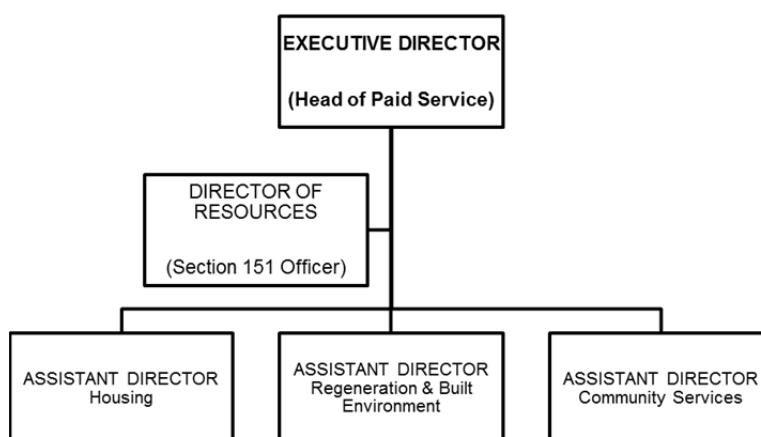 EXECUTIVE DIRECTOR
(Head of Paid Service)
DIRECTOR OF
RESOURCES
(Section 151 Officer)
ASSISTANT DIRECTOR
Housing
ASSISTANT DIRECTOR
Regeneration & Built
Environment
ASSISTANT DIRECTOR
Community Services